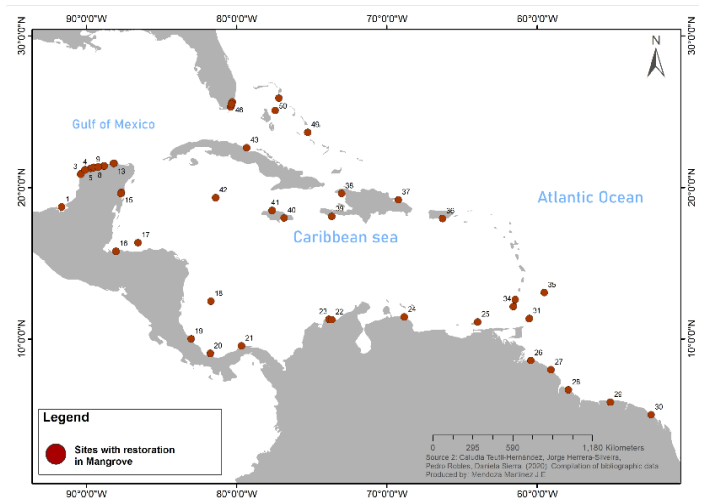 90°0'0"W 80°0'0"W 70°0'0"W 60°0'0"W
30°0'0"N 30°0'0"N
N
46
50
Gulf of Mexico
49
43
3 4 9
5 8 13
20°0'0"N 20°0'0"N
1
15
42
38
37
Atlantic Ocean
41
40
39
36
Caribbean sea
16 17
18
35
34
31
23 22
24
25
19
20
21
10°0'0"N 10°0'0"N
26
27
28
29
30
Legend
Sites with restoration
in Mangrove
0 295 590 1,180 Kilometers
Source 2: Caludta Teutli-Hernández, Jorge Herrera-Silveira,
Pedro Robles, Daniela Sierra. (2020). Compilation of bibliographic data
Produced by: Mendoza Martinez J.E
90°0'0"W 80°0'0"W 70°0'0"W 60°0'0"W